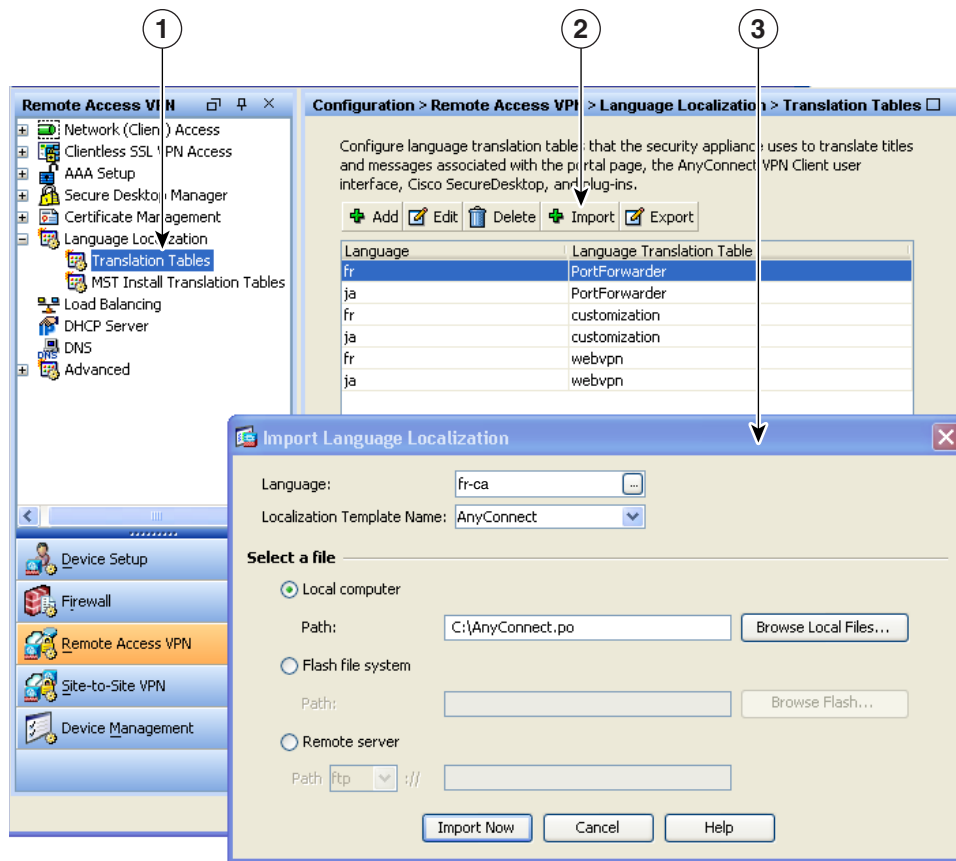 1
2
3
Remote Access VPN
Network (Client) Access
Clientless SSL VPN Access
AAA Setup
Secure Desktop Manager
Certificate Management
Language Localization
Translation Tables
MST Install Translation Tables
Load Balancing
DHCP Server
DNS
DNS
Advanced
Device Setup
Firewall
Remote Access VPN
Site-to-Site VPN
Device Management
Configuration > Remote Access VPN > Language Localization > Translation Tables
Configure language translation tables that the security appliance uses to translate titles
and messages associated with the portal page, the AnyConnect VPN Client user
interface, Cisco SecureDesktop, and plug-ins.
Add Edit Delete Import Export
Language Language Translation Table
fr PortForwarder
ja PortForwarder
fr customization
ja customization
fr webvpn
ja webvpn
Import Language Localization
Language: fr-ca ...
Localization Template Name: AnyConnect
Select a file
Local computer
Path: C:\AnyConnect.po Browse Local Files...
Flash file system
Path: Browse Flash...
Remote server
Path ftp ://
Import Now Cancel Help